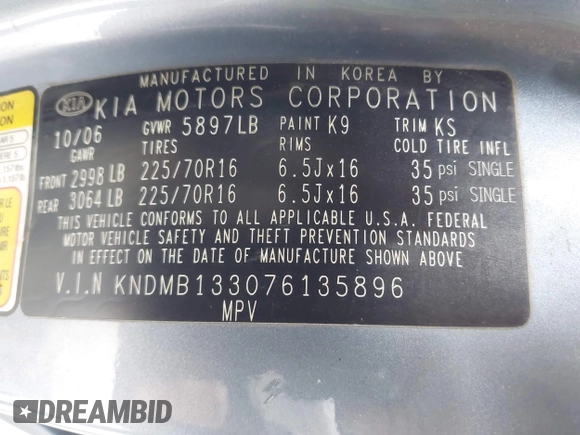 MANUFACTURED IN KOREA BY
KIA KIA MOTORS CORPORATION
10/06 GVWR 5897LB PAINT K9 TRIM KS
GAWR TIRES RIMS COLD TIRE INFL
FRONT 2998 LB 225/70R16 6.5Jx16 35 psi SINGLE
REAR 3064 LB 225/70R16 6.5Jx16 35 psi SINGLE
THIS VEHICLE CONFORMS TO ALL APPLICABLE U.S.A. FEDERAL
MOTOR VEHICLE SAFETY AND THEFT PREVENTION STANDARDS
IN EFFECT ON THE DATE OF MANUFACTURE SHOWN ABOVE
V.I.N KNDMB133076135896
MPV
DREAMBID